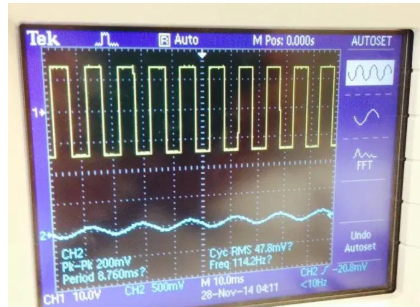 Tek R Auto M Pos: 0.000s AUTOSET
1
FFT
2
CH2
Pk-Pk 200mV
Period 8.760ms?
Cyc RMS 47.8mV?
Freq 114.2Hz?
Undo
Autoset
CH1 10.0V CH2 500mV M 10.0ms CH2 -20.8mV
28-Nov-14 04:11 <10Hz